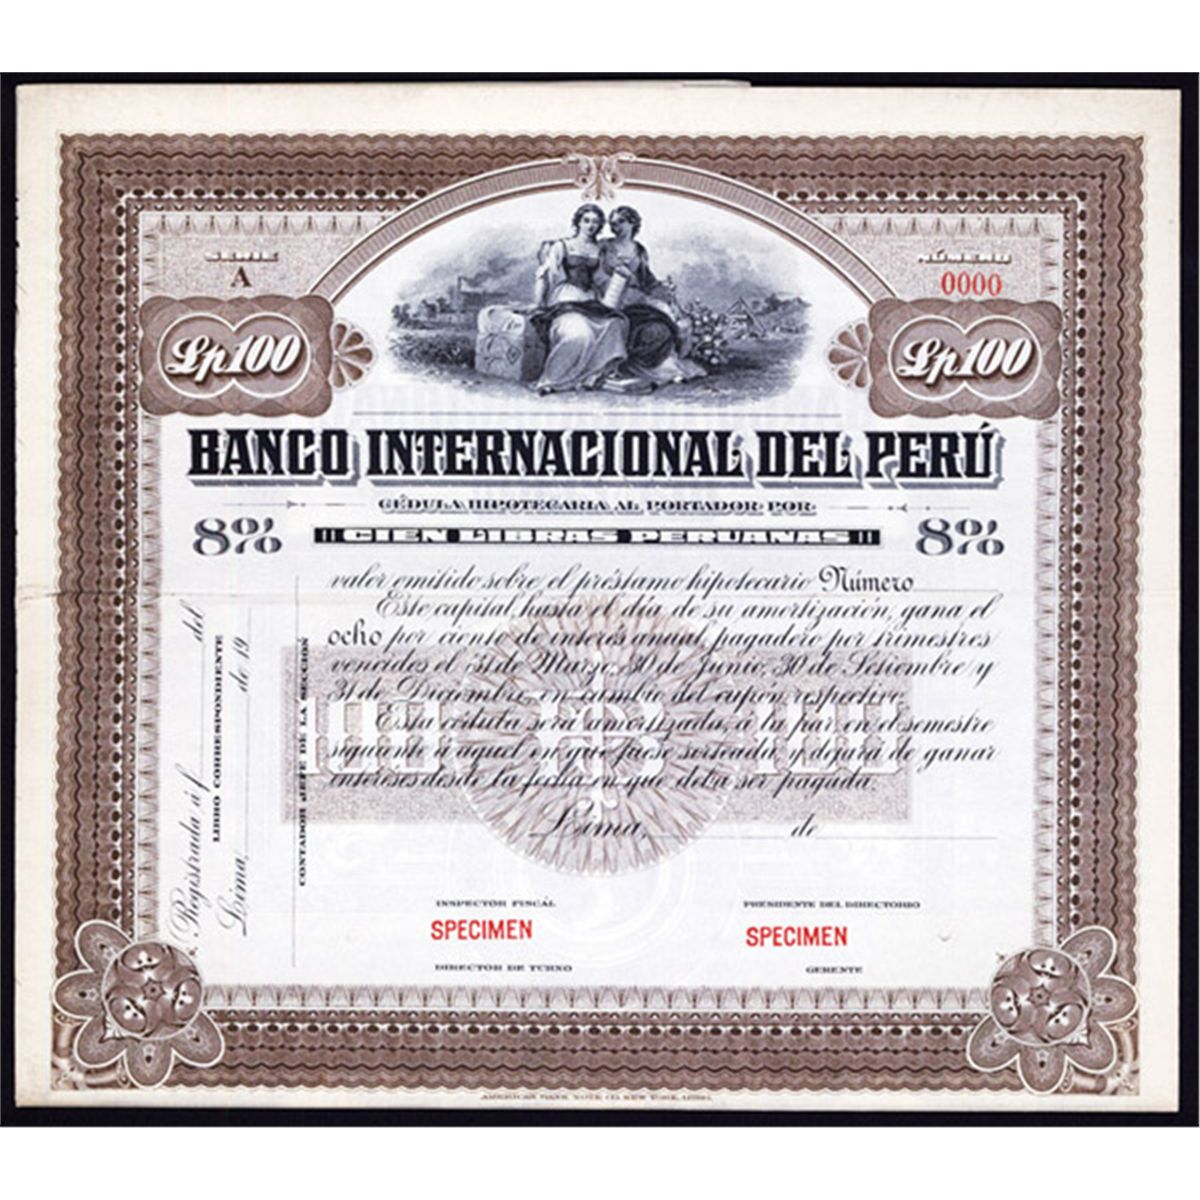 SERIE
A
NÚMERO
0000
Lp100
Lp100
BANCO INTERNACIONAL DEL PERÚ
CÉDULA HIPOTECARIA AL PORTADOR POR
8% CIEN LIBRAS PERUANAS 8%
valor emitido sobre el préstamo hipotecario Número
Este capital, hasta el día de su amortización, gana el
ocho por ciento de interés anual, pagadero por trimestres
vencidos el 31 de Marzo, 30 de Junio, 30 de Setiembre y
31 de Diciembre, en cambio del cupón respectivo.
Esta cédula será amortizada, á la par, en el semestre
siguiente á aquel en que fuese sorteada, y dejará de ganar
intereses desde la fecha en que deba ser pagada.
Lima, de
Registrada á f. del
LIBRO CORRESPONDIENTE
Lima, de 19
CONTADOR JEFE DE LA SECCION
INSPECTOR FISCAL
SPECIMEN
DIRECTOR DE TURNO
PRESIDENTE DEL DIRECTORIO
SPECIMEN
GERENTE
AMERICAN BANK NOTE CO. NEW YORK.